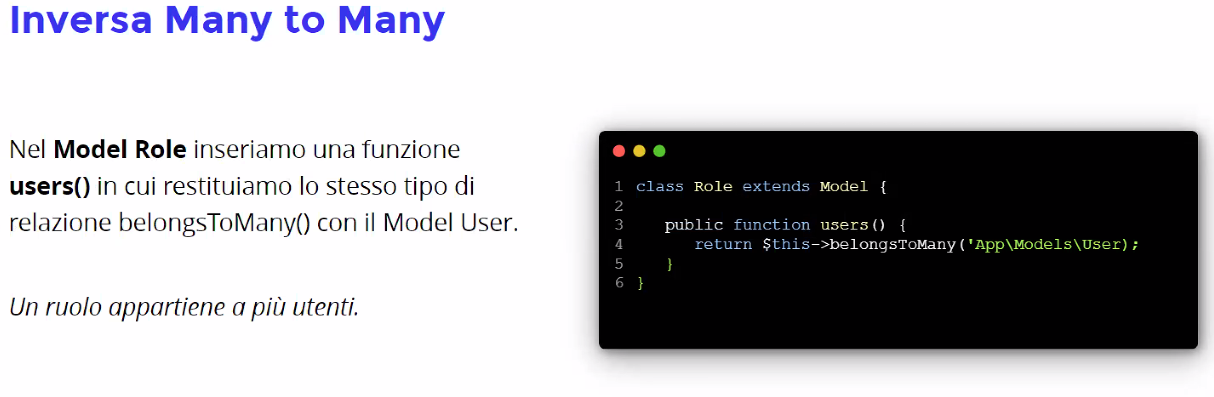 Inversa Many to Many
Nel Model Role inseriamo una funzione
users() in cui restituiamo lo stesso tipo di
relazione belongsToMany() con il Model User.
Un ruolo appartiene a più utenti.
1 class Role extends Model {
2
3    public function users() {
4       return $this->belongsToMany('App\Models\User);
5    }
6 }